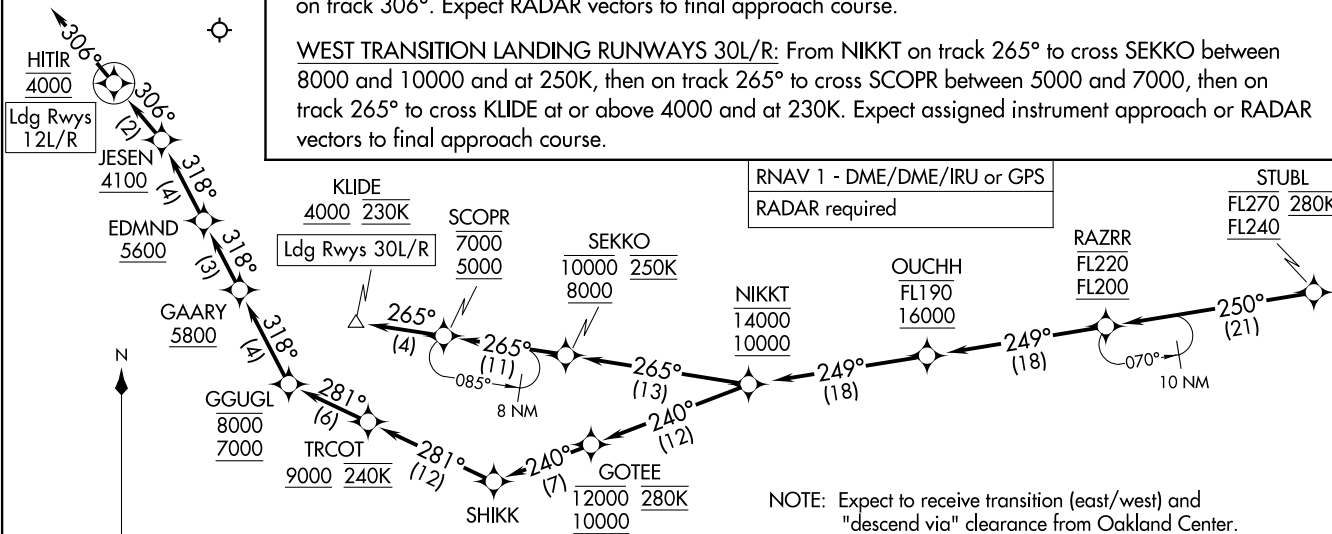 on track 306°. Expect RADAR vectors to final approach course.
WEST TRANSITION LANDING RUNWAYS 30L/R: From NIKKT on track 265° to cross SEKKO between
8000 and 10000 and at 250K, then on track 265° to cross SCOPR between 5000 and 7000, then on
track 265° to cross KLIDE at or above 4000 and at 230K. Expect assigned instrument approach or RADAR
vectors to final approach course.
306°
HITIR
4000
Ldg Rwys
12L/R
306°
(2)
JESEN
4100
318°
(4)
EDMND
5600
318°
(3)
GAARY
5800
318°
(4)
GGUGL
8000
7000
281°
(6)
TRCOT
9000 240K
281°
(12)
SHIKK
240°
(7)
GOTEE
12000 280K
10000
240°
(12)
KLIDE
4000 230K
Ldg Rwys 30L/R
265°
(4)
SCOPR
7000
5000
265°
(11)
085°
8 NM
SEKKO
10000 250K
8000
265°
(13)
NIKKT
14000
10000
249°
(18)
OUCHH
FL190
16000
249°
(18)
RAZRR
FL220
FL200
070°
10 NM
250°
(21)
STUBL
FL270 280K
FL240
RNAV 1 - DME/DME/IRU or GPS
RADAR required
N
NOTE: Expect to receive transition (east/west) and
"descend via" clearance from Oakland Center.